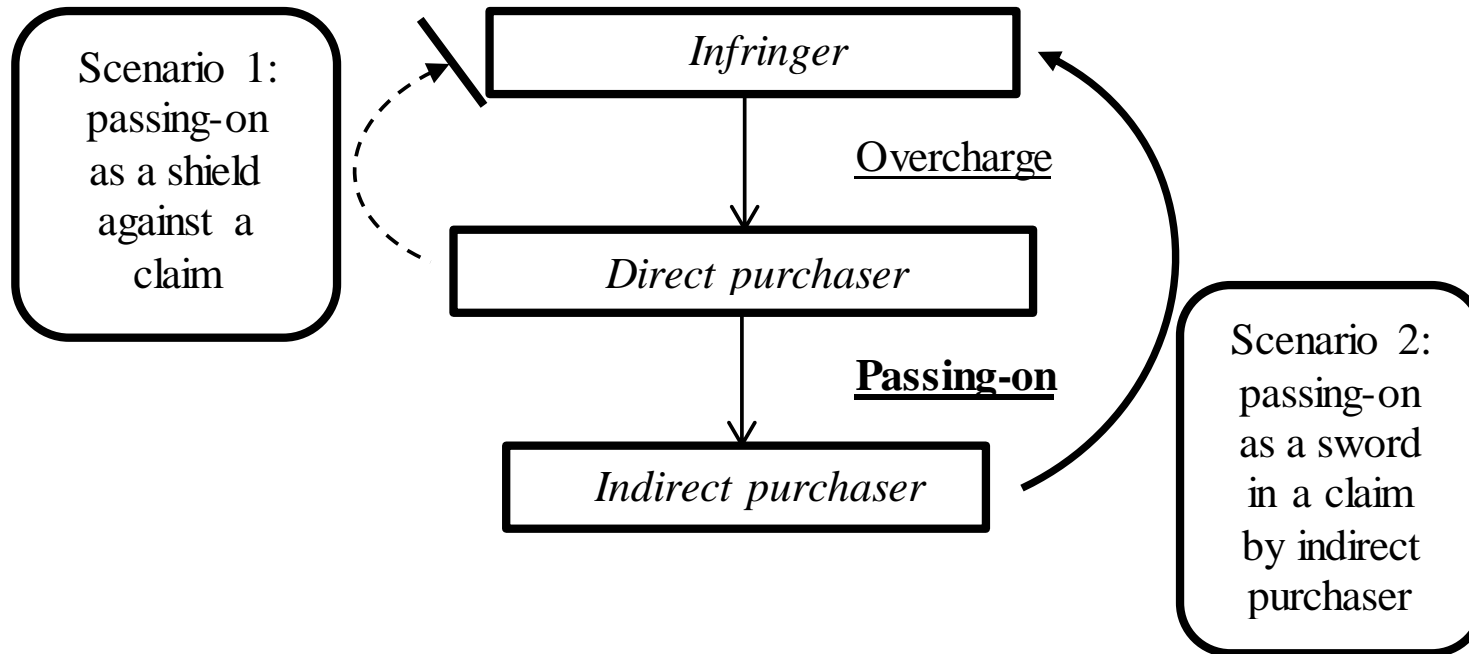 Scenario 1:
passing-on
as a shield
against a
claim
Infringer
Overcharge
Direct purchaser
Passing-on
Indirect purchaser
Scenario 2:
passing-on
as a sword
in a claim
by indirect
purchaser